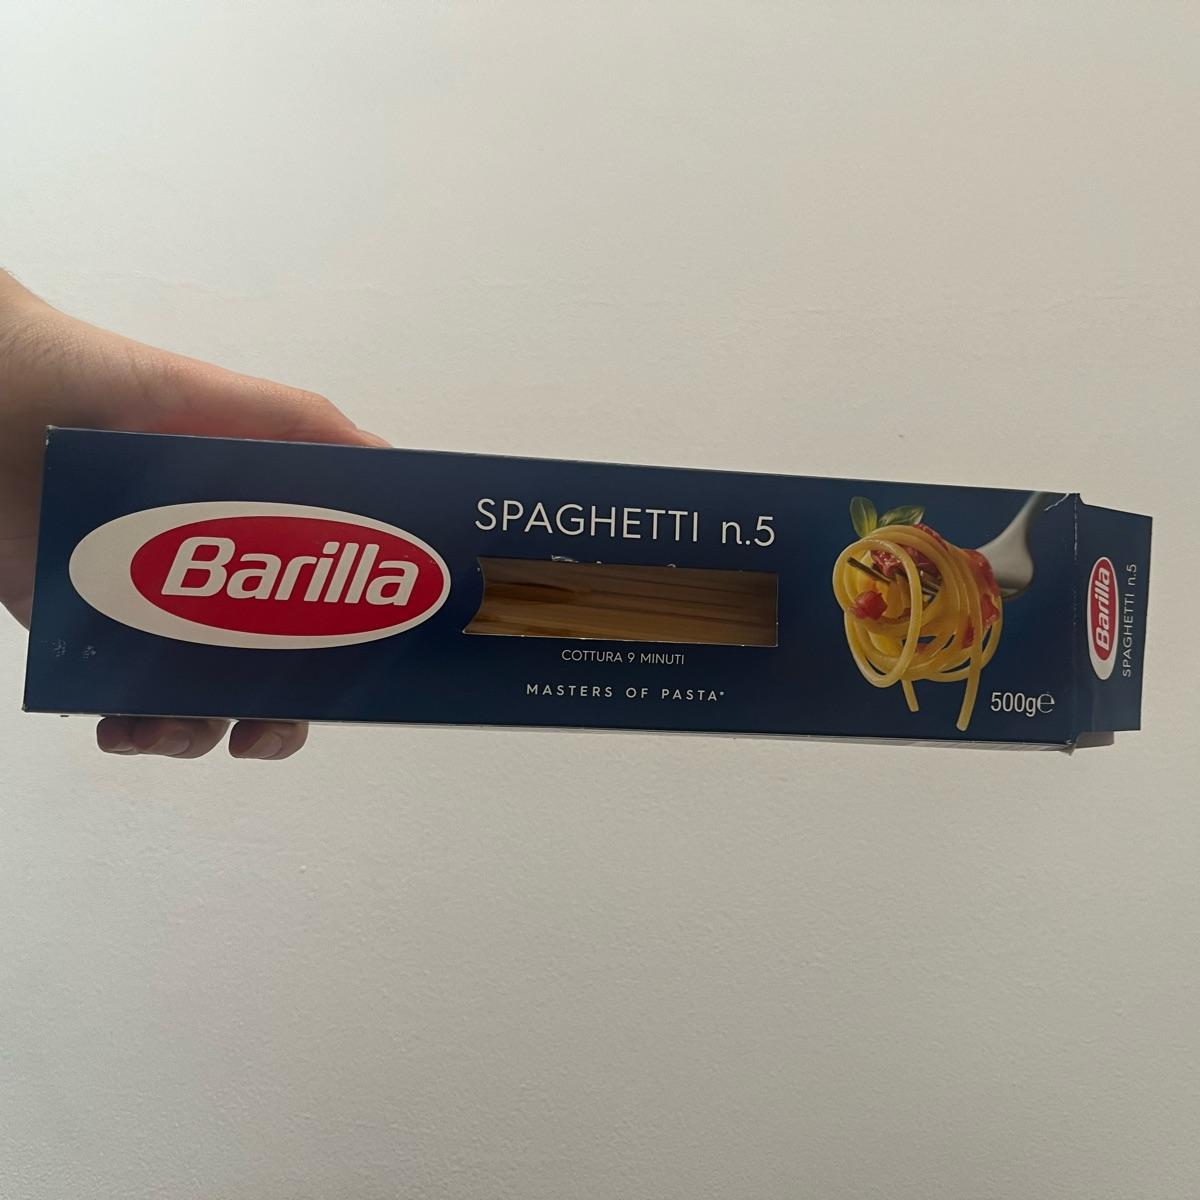 Barilla
SPAGHETTI n.5
COTTURA 9 MINUTI
MASTERS OF PASTA*
500g℮
Barilla
SPAGHETTI n.5